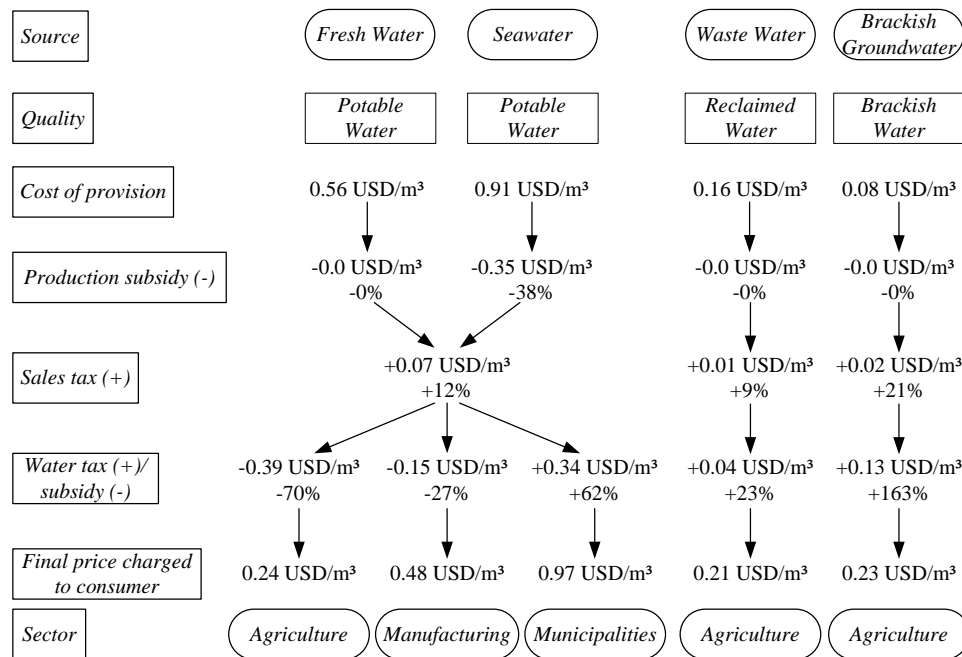 Source
Fresh Water
Seawater
Waste Water
Brackish
Groundwater
Quality
Potable
Water
Potable
Water
Reclaimed
Water
Brackish
Water
Cost of provision
0.56 USD/m³
0.91 USD/m³
0.16 USD/m³
0.08 USD/m³
Production subsidy (-)
-0.0 USD/m³
-0%
-0.35 USD/m³
-38%
-0.0 USD/m³
-0%
-0.0 USD/m³
-0%
Sales tax (+)
+0.07 USD/m³
+12%
+0.01 USD/m³
+9%
+0.02 USD/m³
+21%
Water tax (+)/
subsidy (-)
-0.39 USD/m³
-70%
-0.15 USD/m³
-27%
+0.34 USD/m³
+62%
+0.04 USD/m³
+23%
+0.13 USD/m³
+163%
Final price charged
to consumer
0.24 USD/m³
0.48 USD/m³
0.97 USD/m³
0.21 USD/m³
0.23 USD/m³
Sector
Agriculture
Manufacturing
Municipalities
Agriculture
Agriculture